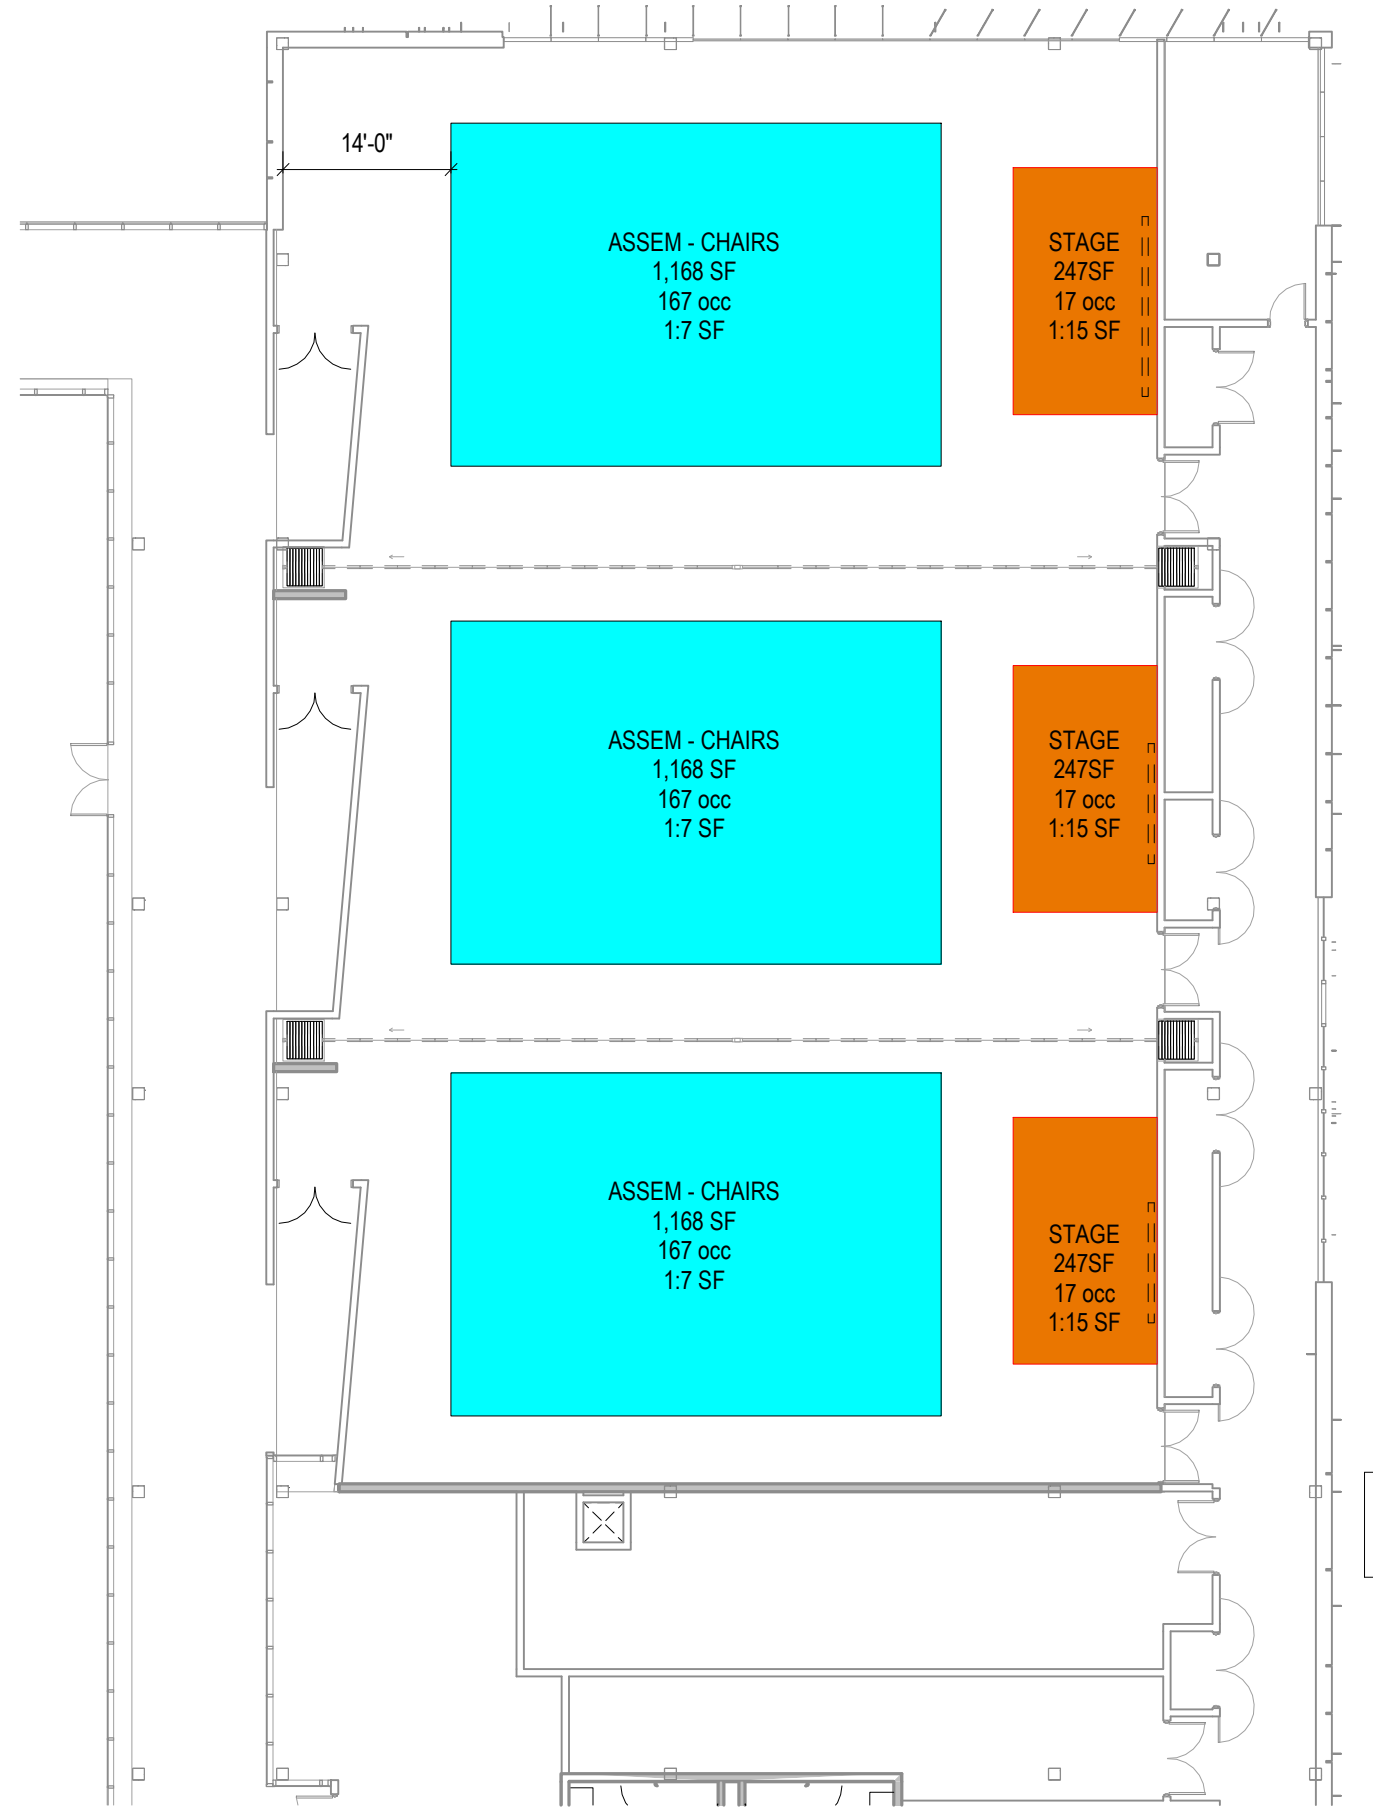 14'-0"
ASSEM - CHAIRS
1,168 SF
167 occ
1:7 SF
STAGE
247SF
17 occ
1:15 SF
ASSEM - CHAIRS
1,168 SF
167 occ
1:7 SF
STAGE
247SF
17 occ
1:15 SF
ASSEM - CHAIRS
1,168 SF
167 occ
1:7 SF
STAGE
247SF
17 occ
1:15 SF